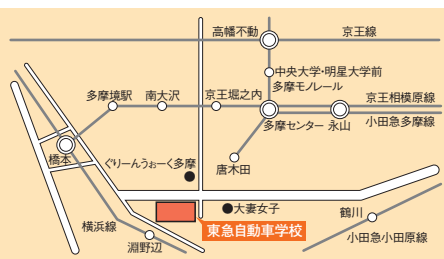 高幡不動
京王線
中央大学・明星大学前
多摩モノレール
多摩境駅
南大沢
京王堀之内
京王相模原線
多摩センター
永山
小田急多摩線
橋本
ぐりーんうぉーく多摩
唐木田
大妻女子
鶴川
横浜線
東急自動車学校
淵野辺
小田急小田原線